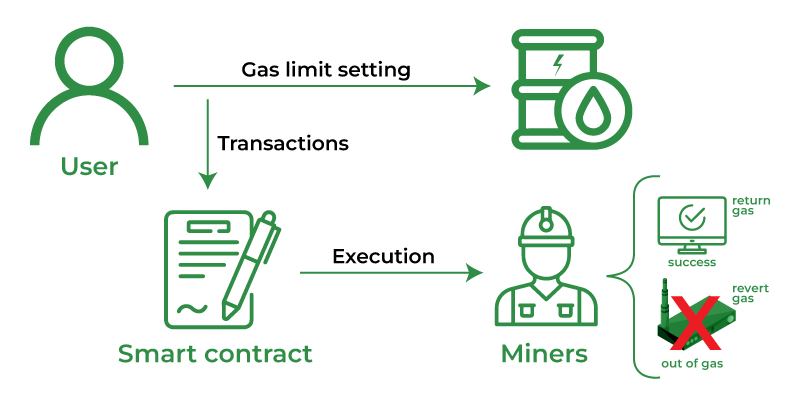 Gas limit setting
Transactions
User
Execution
Smart contract
Miners
return
gas
success
revert
gas
out of gas